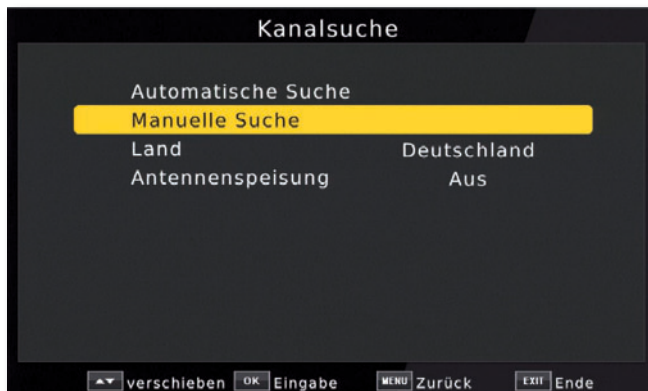 Kanalsuche
Automatische Suche
Manuelle Suche
Land Deutschland
Antennenspeisung Aus
▲▼ verschieben OK Eingabe MENU Zurück EXIT Ende